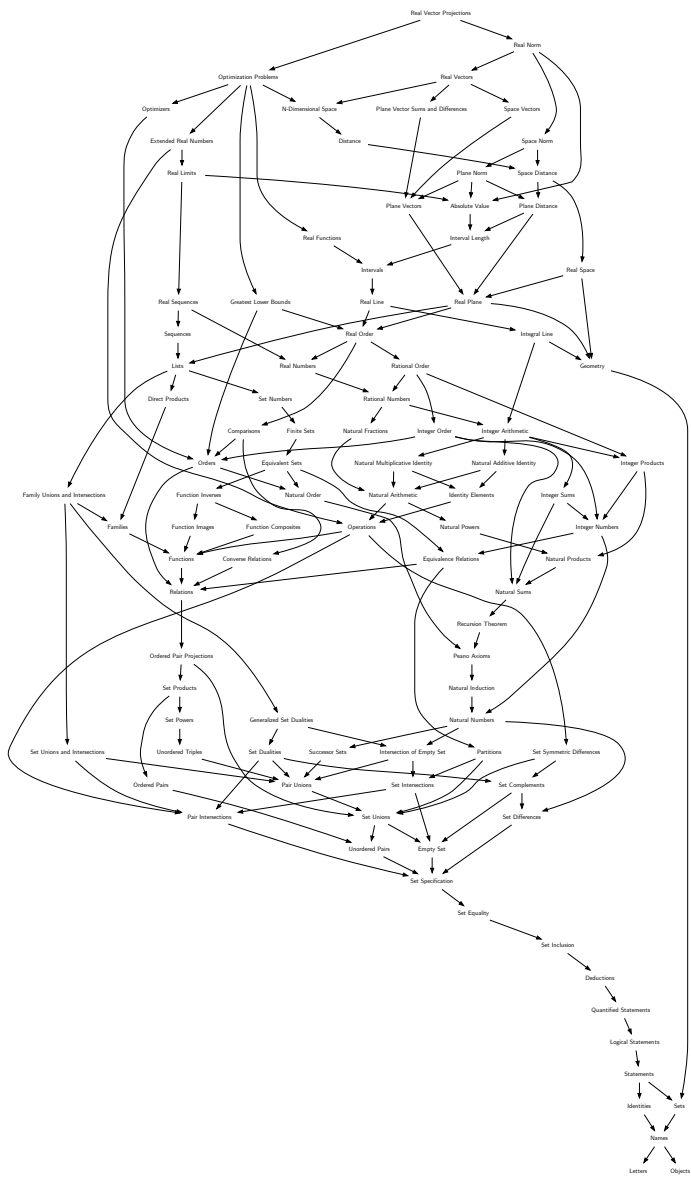 Real Vector Projections
Real Norm
Optimization Problems
Real Vectors
Optimizers
N-Dimensional Space
Plane Vector Sums and Differences
Space Vectors
Extended Real Numbers
Distance
Space Norm
Real Limits
Plane Norm
Space Distance
Plane Vectors
Absolute Value
Plane Distance
Real Functions
Interval Length
Intervals
Real Space
Real Sequences
Greatest Lower Bounds
Real Line
Real Plane
Sequences
Real Order
Integral Line
Lists
Real Numbers
Rational Order
Geometry
Direct Products
Set Numbers
Rational Numbers
Comparisons
Finite Sets
Natural Fractions
Integer Order
Integer Arithmetic
Orders
Equivalent Sets
Natural Multiplicative Identity
Natural Additive Identity
Integer Products
Family Unions and Intersections
Function Inverses
Natural Order
Natural Arithmetic
Identity Elements
Integer Sums
Families
Function Images
Function Composites
Operations
Natural Powers
Integer Numbers
Functions
Converse Relations
Equivalence Relations
Natural Products
Relations
Natural Sums
Recursion Theorem
Ordered Pair Projections
Peano Axioms
Set Products
Natural Induction
Set Powers
Generalized Set Dualities
Natural Numbers
Set Unions and Intersections
Unordered Triples
Set Dualities
Successor Sets
Intersection of Empty Set
Partitions
Set Symmetric Differences
Ordered Pairs
Pair Unions
Set Intersections
Set Complements
Pair Intersections
Set Unions
Set Differences
Unordered Pairs
Empty Set
Set Specification
Set Equality
Set Inclusion
Deductions
Quantified Statements
Logical Statements
Statements
Identities
Sets
Names
Letters
Objects